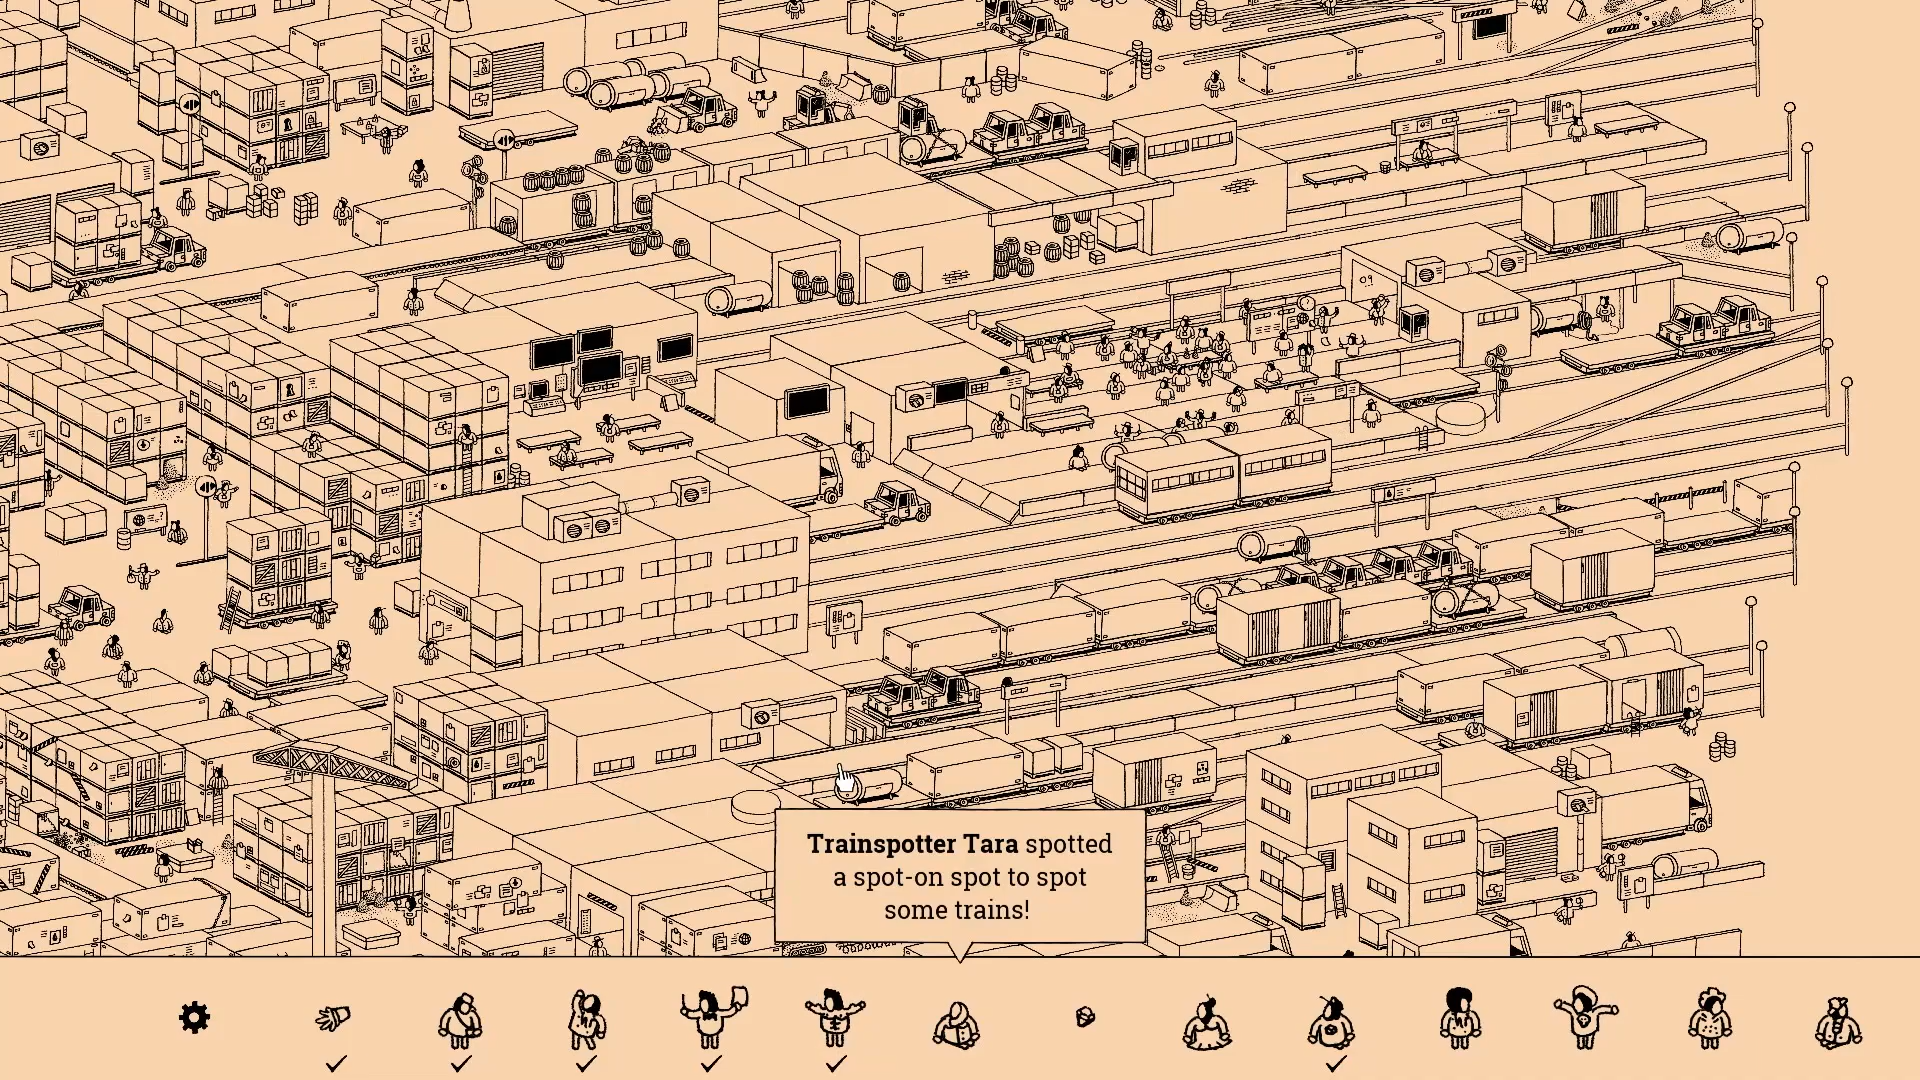 Trainspotter Tara spotted
a spot-on spot to spot
some trains!